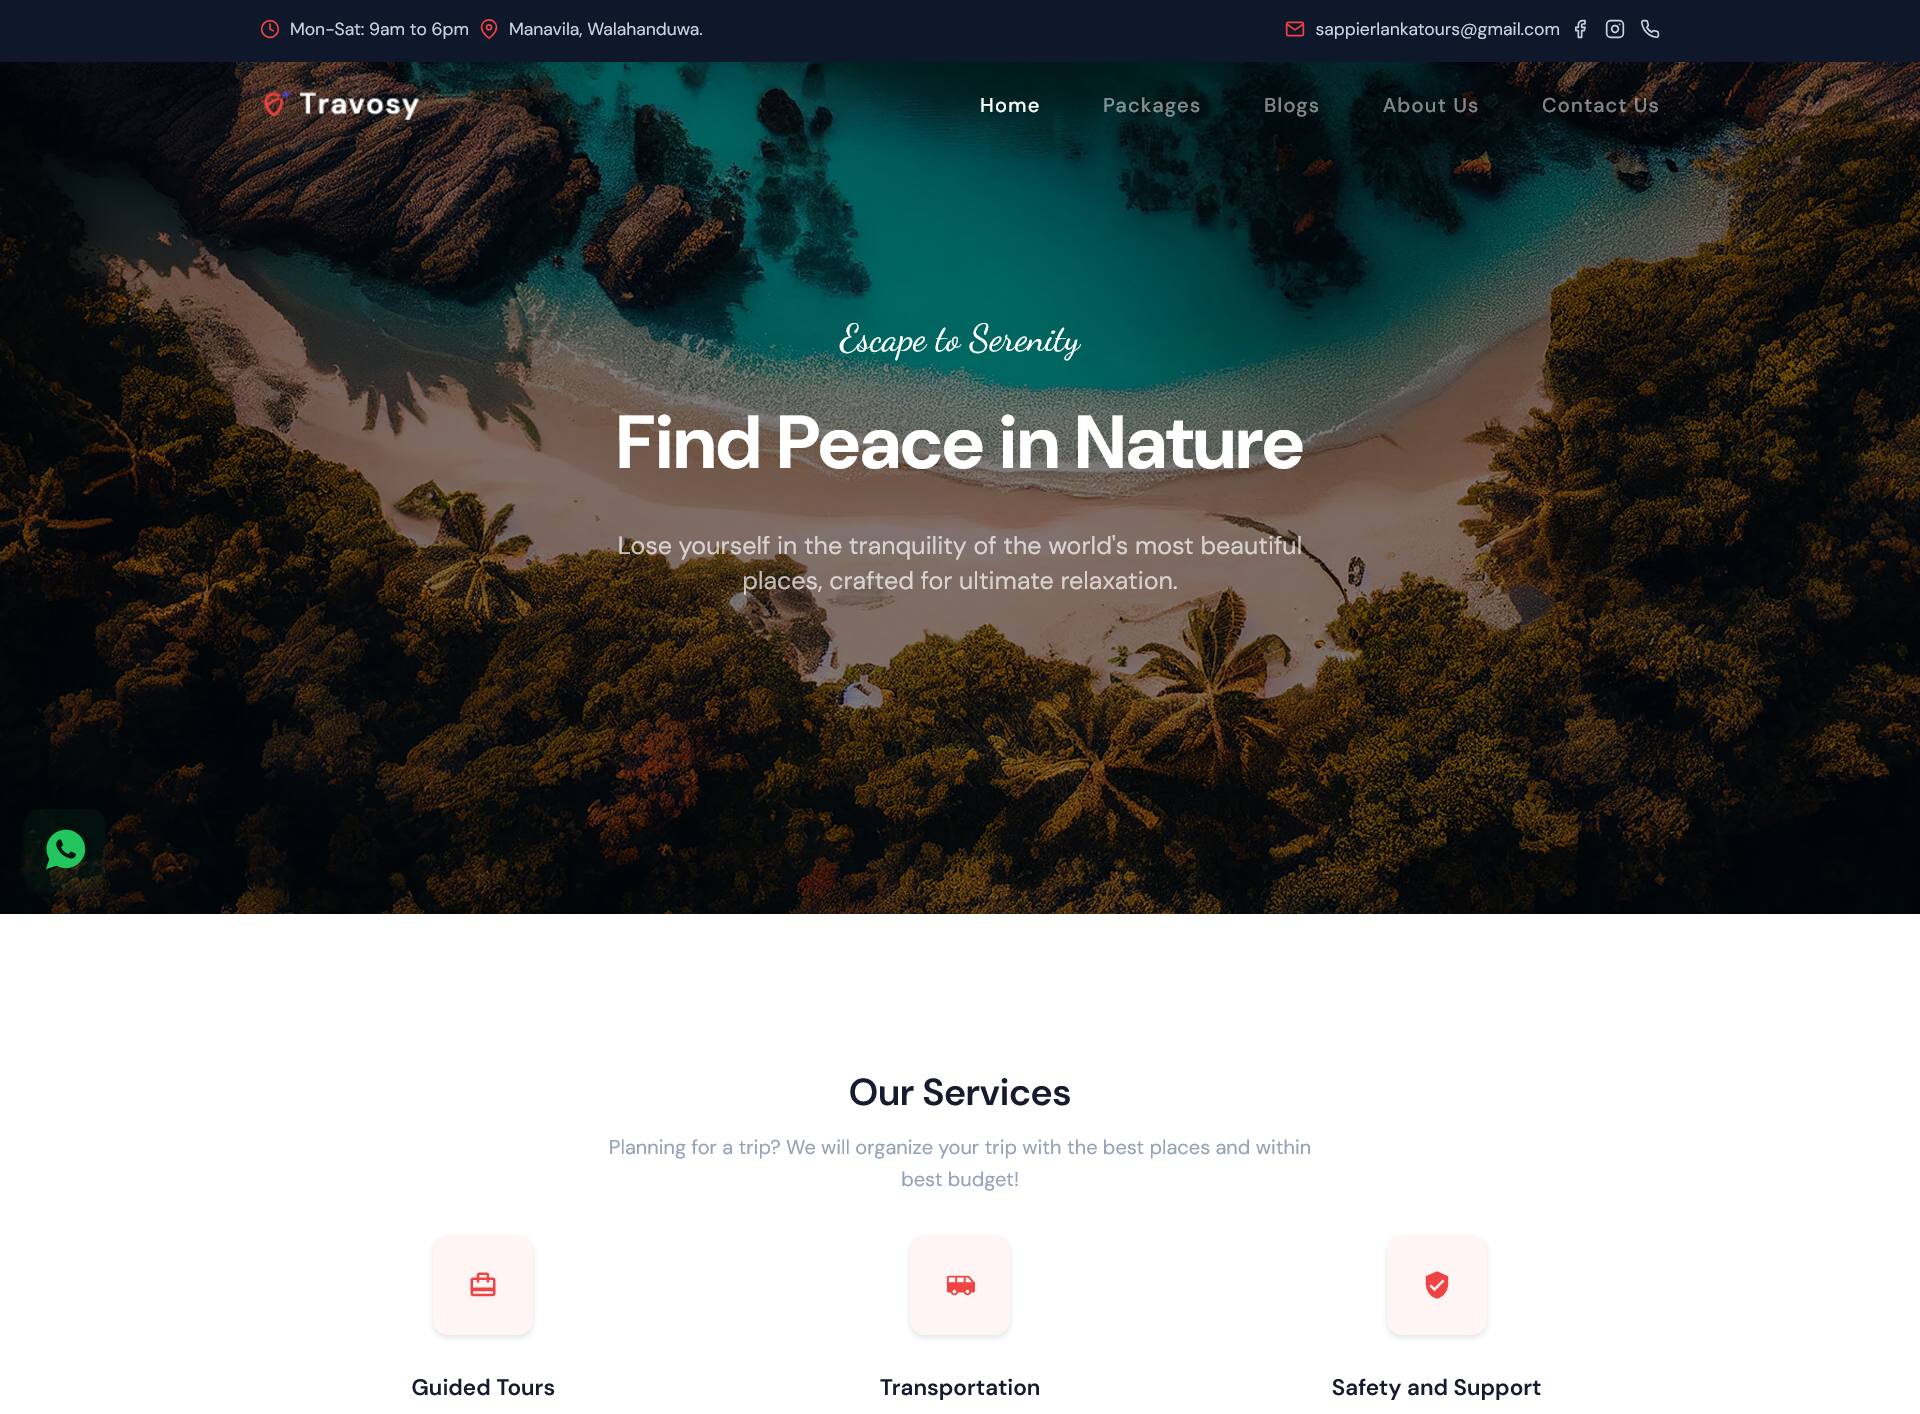 Mon-Sat: 9am to 6pm Manavila, Walahanduwa. sappierlankatours@gmail.com
Travosy Home Packages Blogs About Us Contact Us
Escape to Serenity
Find Peace in Nature
Lose yourself in the tranquility of the world's most beautiful
places, crafted for ultimate relaxation.
Our Services
Planning for a trip? We will organize your trip with the best places and within
best budget!
Guided Tours Transportation Safety and Support